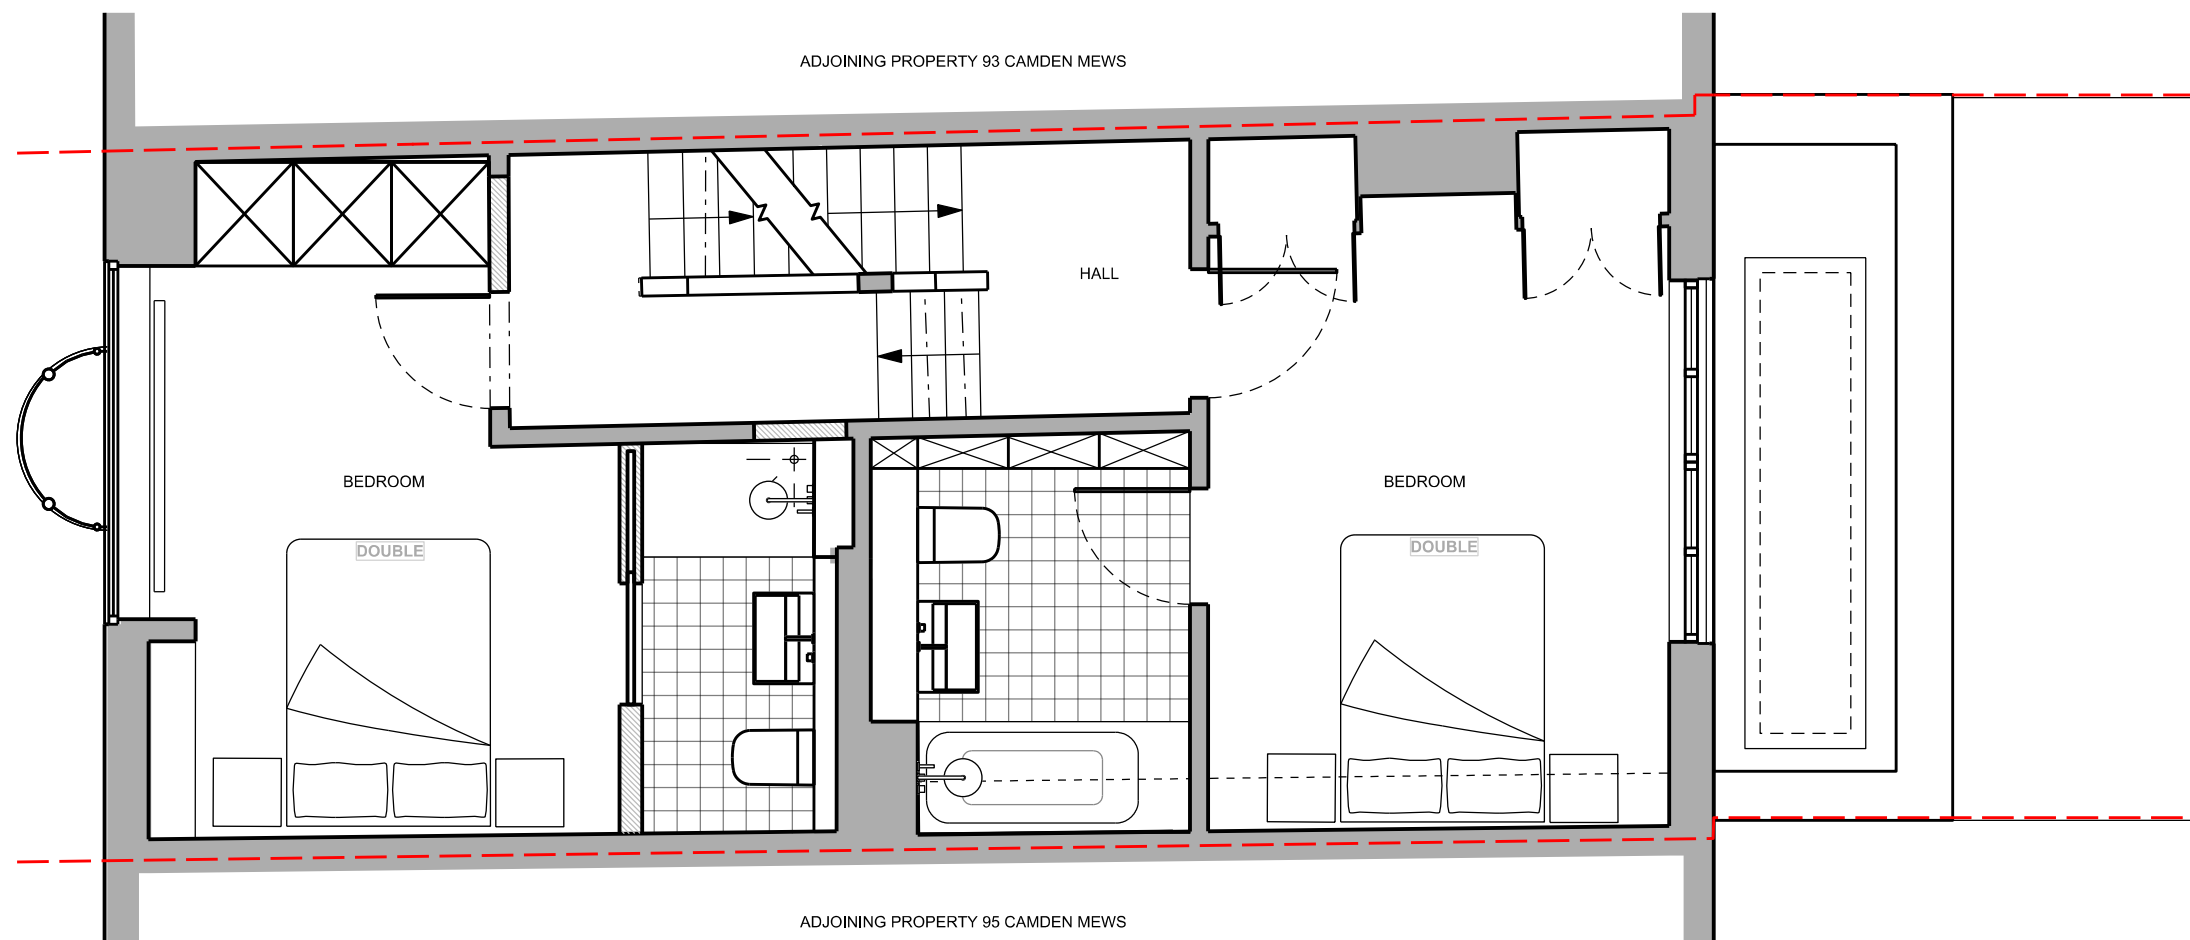 ADJOINING PROPERTY 93 CAMDEN MEWS
HALL
BEDROOM
BEDROOM
DOUBLE
DOUBLE
ADJOINING PROPERTY 95 CAMDEN MEWS